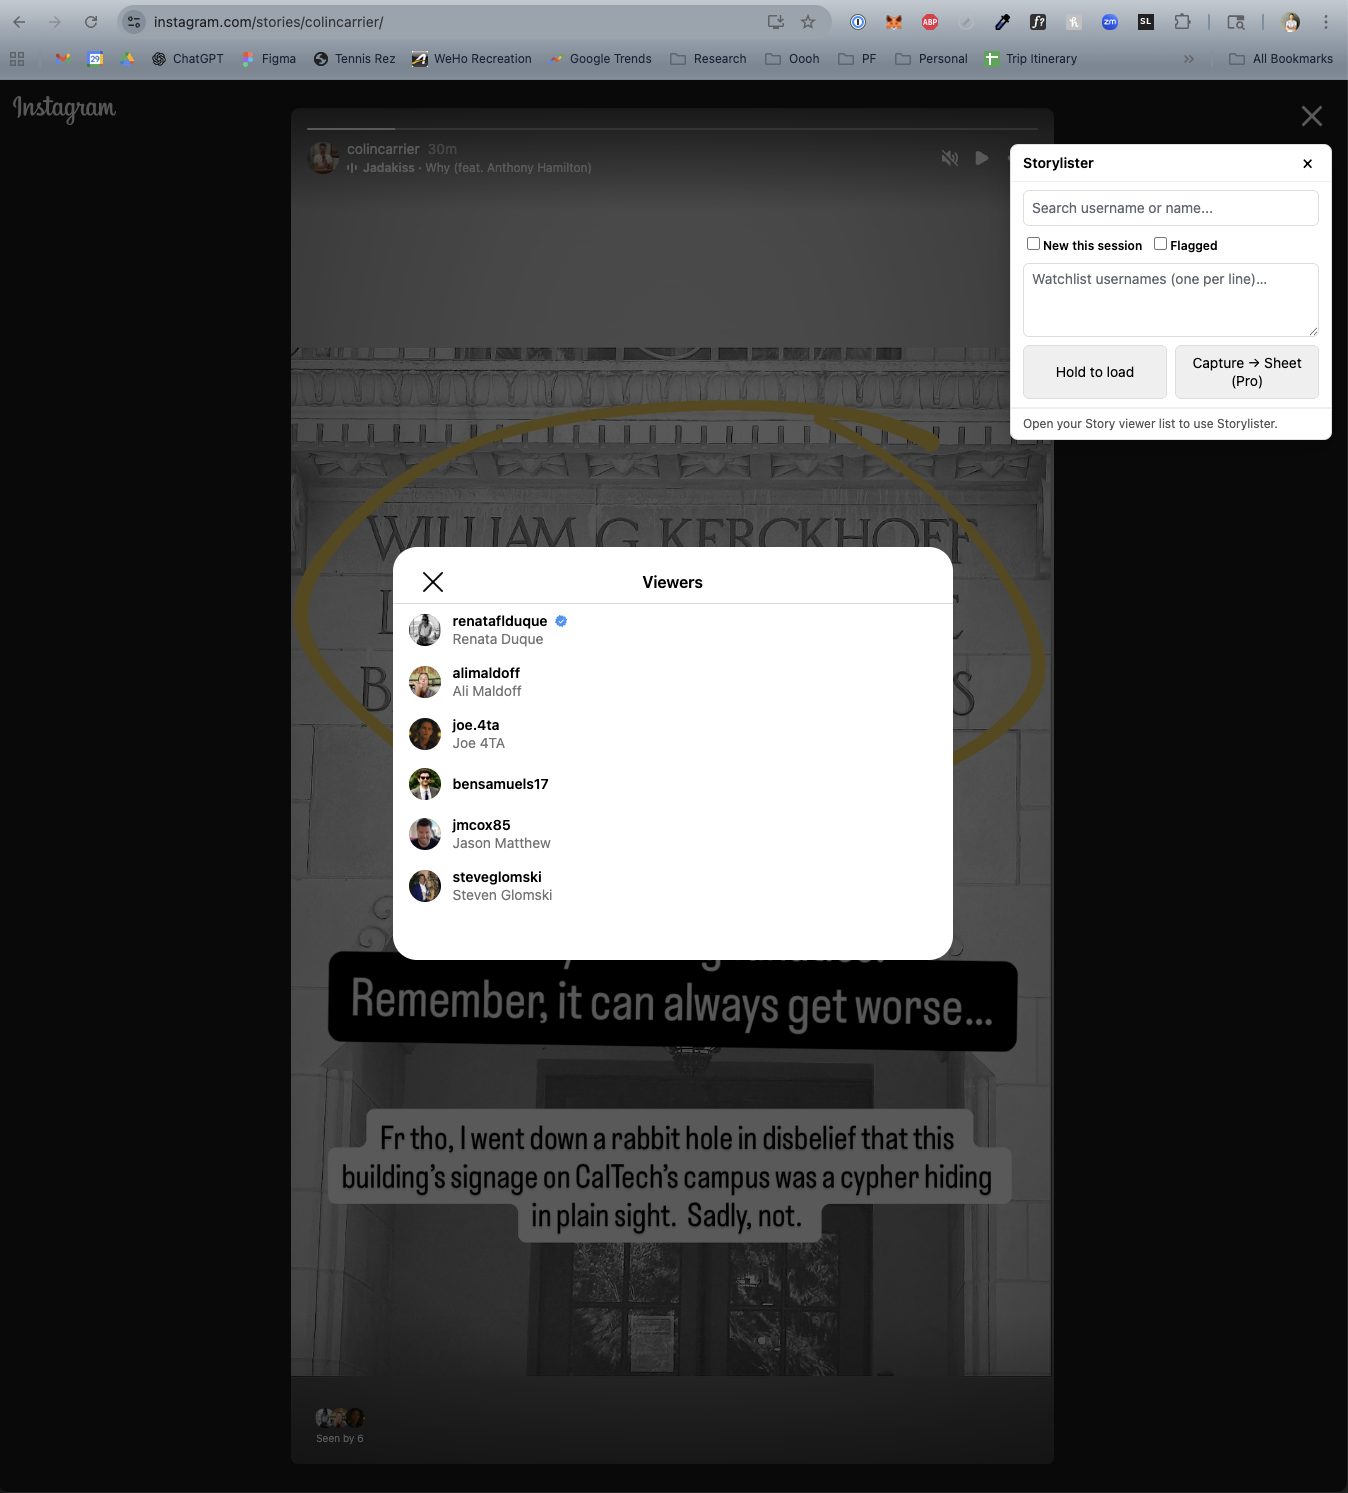 instagram.com/stories/colincarrier/
ABP
f?
zm
SL
29
ChatGPT
Figma
Tennis Rez
WeHo Recreation
Google Trends
Research
Oooh
PF
Personal
Trip Itinerary
All Bookmarks
Instagram
colincarrier 30m
Jadakiss · Why (feat. Anthony Hamilton)
Storylister
Search username or name...
New this session
Flagged
Watchlist usernames (one per line)...
Hold to load
Capture → Sheet
(Pro)
Open your Story viewer list to use Storylister.
WILLIAM G. KERCKHOFF
Viewers
renataflduque
Renata Duque
alimaldoff
Ali Maldoff
joe.4ta
Joe 4TA
bensamuels17
jmcox85
Jason Matthew
steveglomski
Steven Glomski
Remember, it can always get worse...
Fr tho, I went down a rabbit hole in disbelief that this
building's signage on CalTech's campus was a cypher hiding
in plain sight. Sadly, not.
Seen by 6